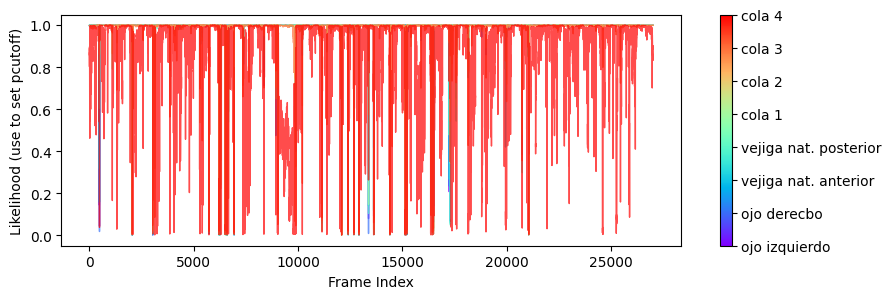 Likelihood (use to set pcutoff)
1.0
0.8
0.6
0.4
0.2
0.0
0
5000
10000
15000
20000
25000
Frame Index
cola 4
cola 3
cola 2
cola 1
vejiga nat. posterior
vejiga nat. anterior
ojo derecbo
ojo izquierdo